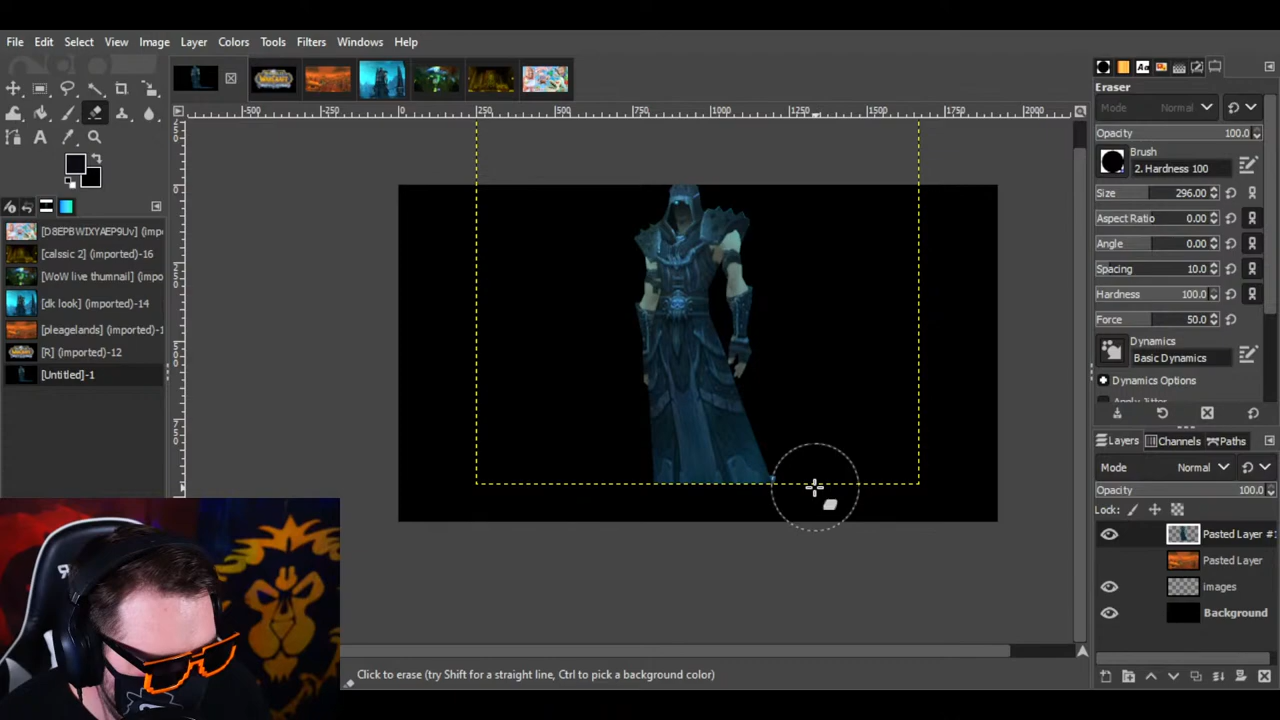 File Edit Select View Image Layer Colors Tools Filters Windows Help
WARCRAFT
-500 -250 0 250 500 750 1000 1250 1500 1750 2000
Eraser
Mode Normal
Opacity 100.0
Brush
2. Hardness 100
Size 296.00
Aspect Ratio 0.00
Angle 0.00
Spacing 10.0
Hardness 100.0
Force 50.0
Dynamics
Basic Dynamics
Dynamics Options
Apply Jitter
[D8EPBWIXYAEP9Uv] (impo
[calssic 2] (imported)-16
[WoW live thumnail] (impo
[dk look] (imported)-14
[pleagelands] (imported)-1
[R] (imported)-12
[Untitled]-1
Layers Channels Paths
Mode Normal
Opacity 100.0
Lock:
Pasted Layer #1
Pasted Layer
images
Background
Click to erase (try Shift for a straight line, Ctrl to pick a background color)